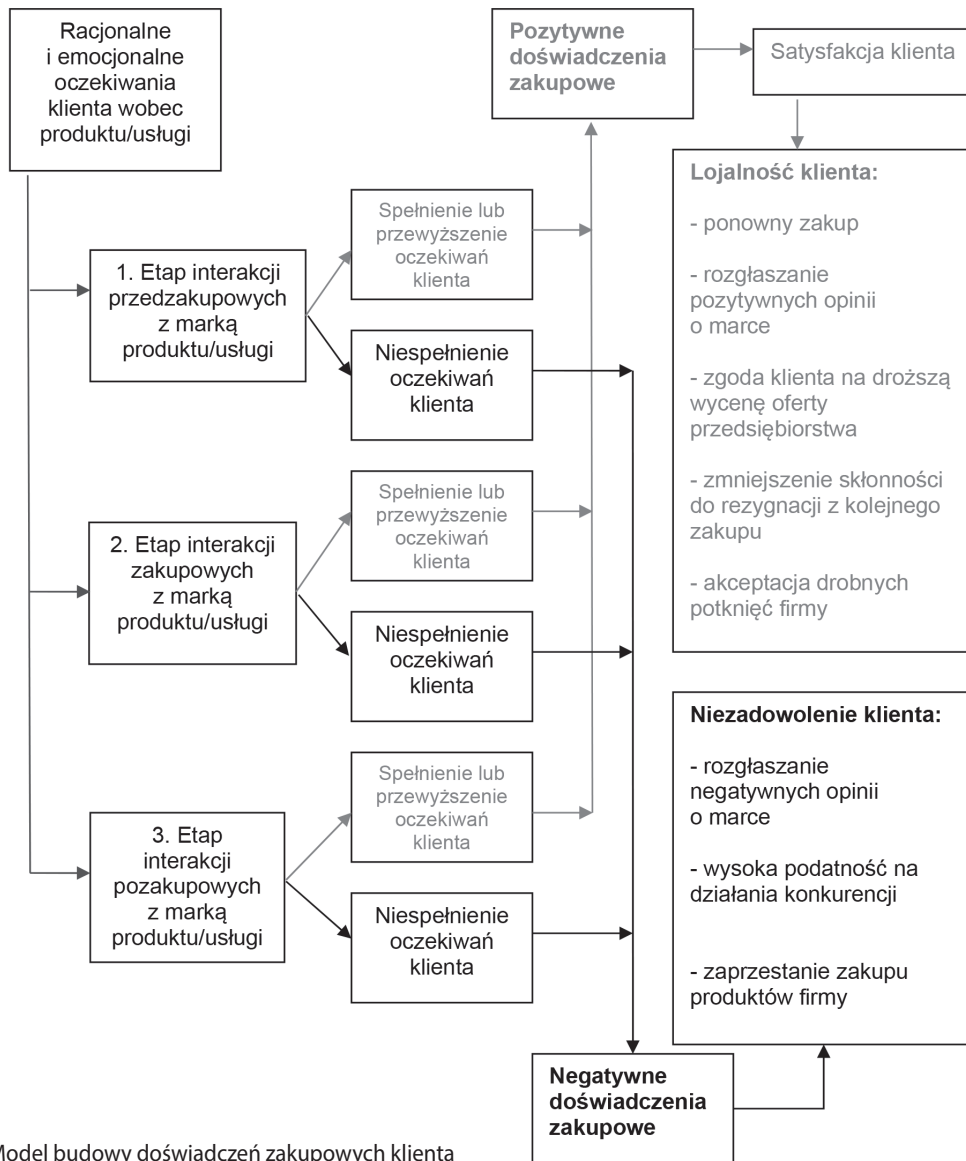 Racjonalne
i emocjonalne
oczekiwania
klienta wobec
produktu/usługi
Pozytywne
doświadczenia
zakupowe
Satysfakcja klienta
Lojalność klienta:
- ponowny zakup
- rozgłaszanie
pozytywnych opinii
o marce
- zgoda klienta na droższą
wycenę oferty
przedsiębiorstwa
- zmniejszenie skłonności
do rezygnacji z kolejnego
zakupu
- akceptacja drobnych
potknięć firmy
1. Etap interakcji
przedzakupowych
z marką
produktu/usługi
Spełnienie lub
przewyższenie
oczekiwań
klienta
Niespełnienie
oczekiwań
klienta
2. Etap interakcji
zakupowych
z marką
produktu/usługi
Spełnienie lub
przewyższenie
oczekiwań
klienta
Niespełnienie
oczekiwań
klienta
3. Etap
interakcji
pozakupowych
z marką
produktu/usługi
Spełnienie lub
przewyższenie
oczekiwań
klienta
Niespełnienie
oczekiwań
klienta
Niezadowolenie klienta:
- rozgłaszanie
negatywnych opinii
o marce
- wysoka podatność na
działania konkurencji
- zaprzestanie zakupu
produktów firmy
Negatywne
doświadczenia
zakupowe
Model budowy doświadczeń zakupowych klienta